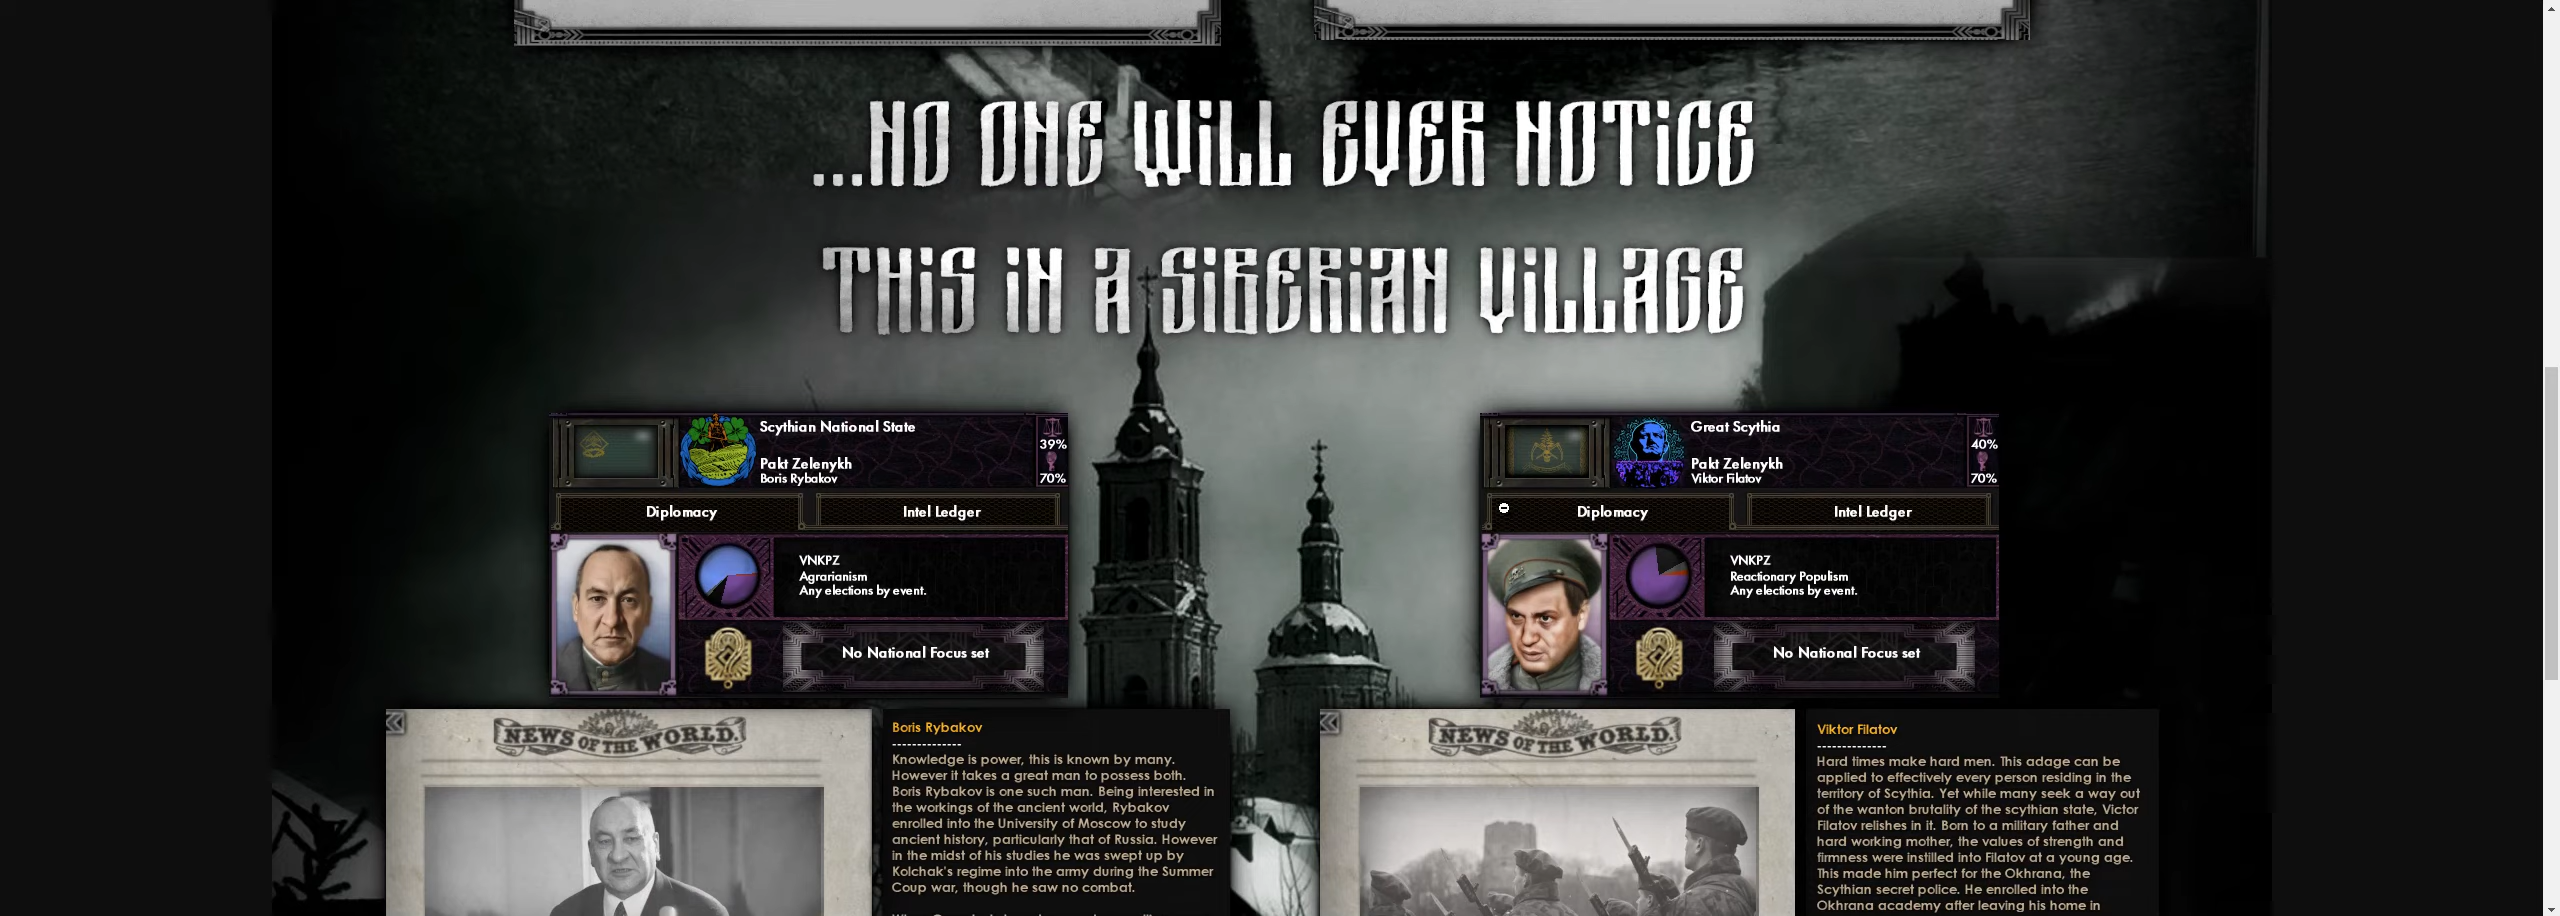 ...NO ONE WiLL EVER NOTiCE
THiS iN A SiBERiAN ViLLAGE
Scythian National State
39%
Pakt Zelenykh
Boris Rybakov
70%
Diplomacy
Intel Ledger
VNKPZ
Agrarianism
Any elections by event.
No National Focus set
NEWS OF THE WORLD.
Boris Rybakov
--------------
Knowledge is power, this is known by many.
However it takes a great man to possess both.
Boris Rybakov is one such man. Being interested in
the workings of the ancient world, Rybakov
enrolled into the University of Moscow to study
ancient history, particularly that of Russia. However
in the midst of his studies he was swept up by
Kolchak's regime into the army during the Summer
Coup war, though he saw no combat.
Great Scythia
40%
Pakt Zelenykh
Viktor Filatov
70%
Diplomacy
Intel Ledger
VNKPZ
Reactionary Populism
Any elections by event.
No National Focus set
NEWS OF THE WORLD.
Viktor Filatov
--------------
Hard times make hard men. This adage can be
applied to effectively every person residing in the
territory of Scythia. Yet while many seek a way out
of the wanton brutality of the scythian state, Victor
Filatov relishes in it. Born to a military father and
hard working mother, the values of strength and
firmness were instilled into Filatov at a young age.
This made him perfect for the Okhrana, the
Scythian secret police. He enrolled into the
Okhrana academy after leaving his home in